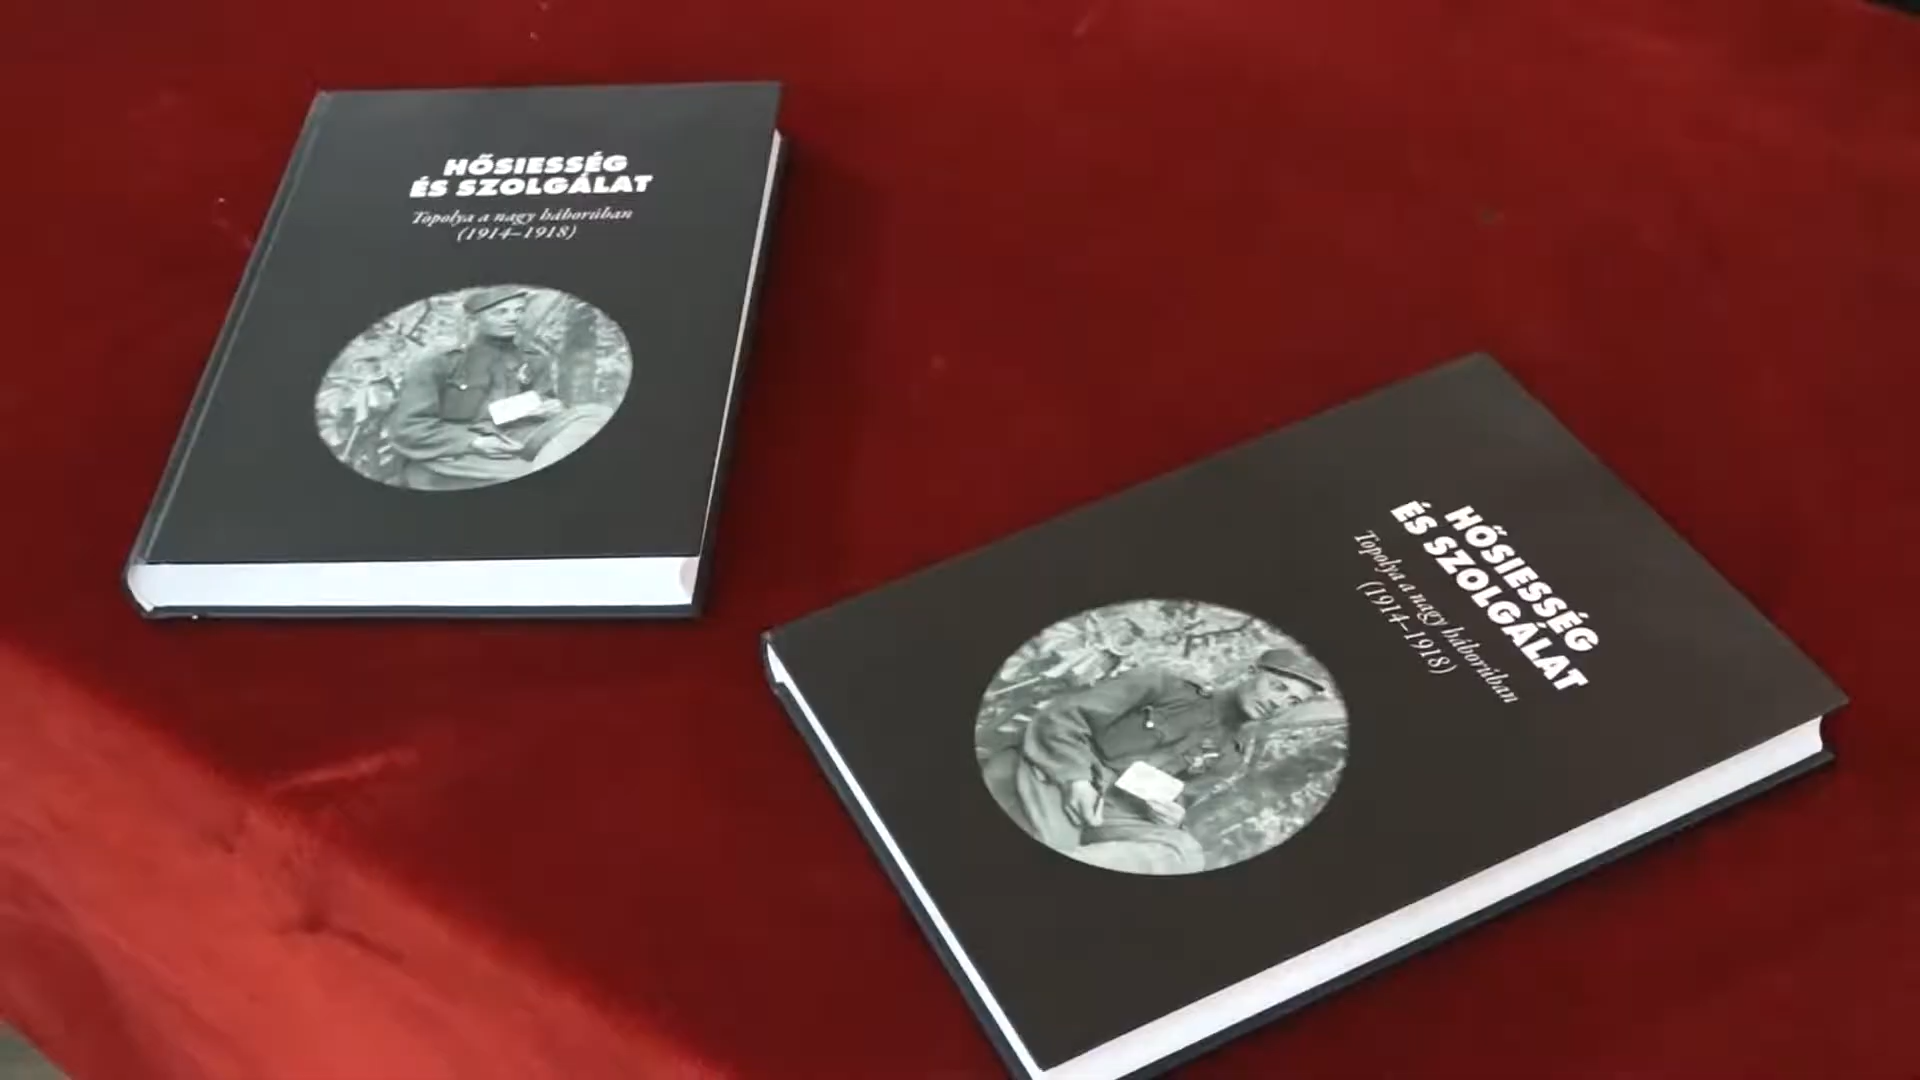 HŐSIESSÉG
ÉS SZOLGÁLAT
Topolya a nagy háborúban
(1914–1918)
HŐSIESSÉG
ÉS SZOLGÁLAT
Topolya a nagy háborúban
(1914–1918)